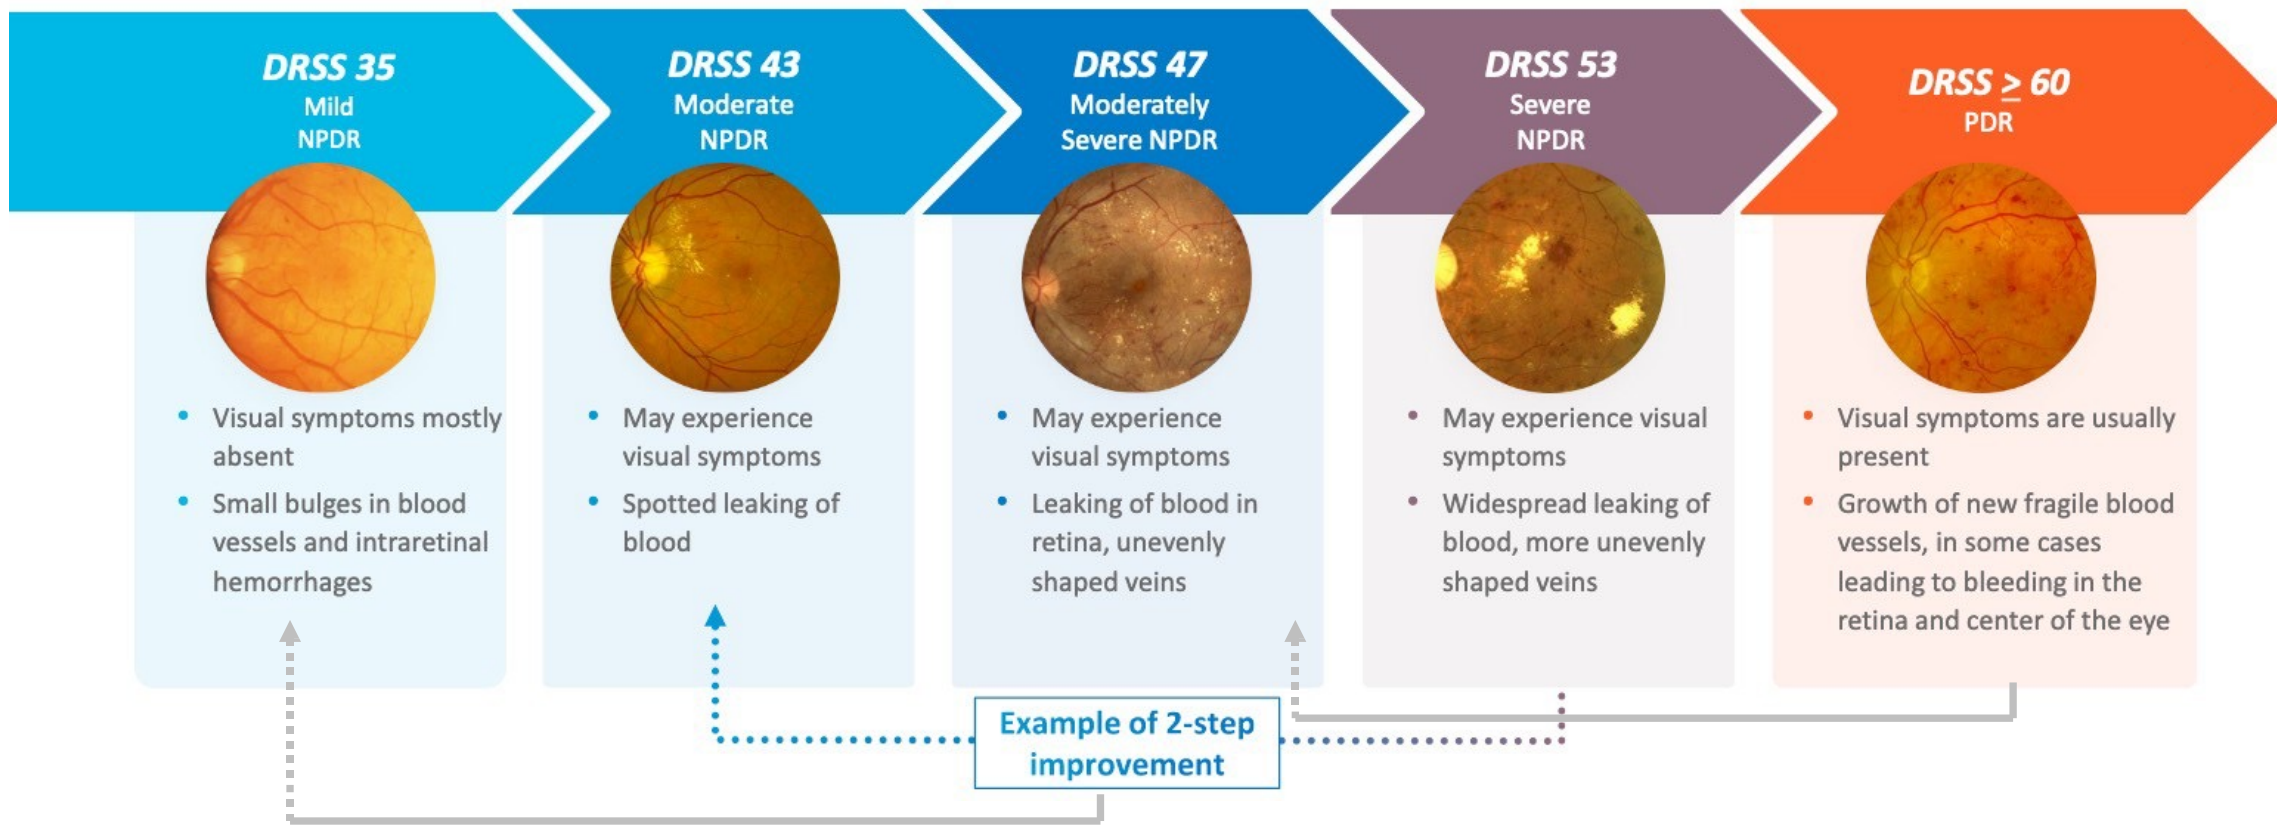 DRSS 35
Mild
NPDR
DRSS 43
Moderate
NPDR
DRSS 47
Moderately
Severe NPDR
DRSS 53
Severe
NPDR
DRSS ≥ 60
PDR
• Visual symptoms mostly
absent
• Small bulges in blood
vessels and intraretinal
hemorrhages
• May experience
visual symptoms
• Spotted leaking of
blood
• May experience
visual symptoms
• Leaking of blood in
retina, unevenly
shaped veins
• May experience visual
symptoms
• Widespread leaking of
blood, more unevenly
shaped veins
• Visual symptoms are usually
present
• Growth of new fragile blood
vessels, in some cases
leading to bleeding in the
retina and center of the eye
Example of 2-step
improvement